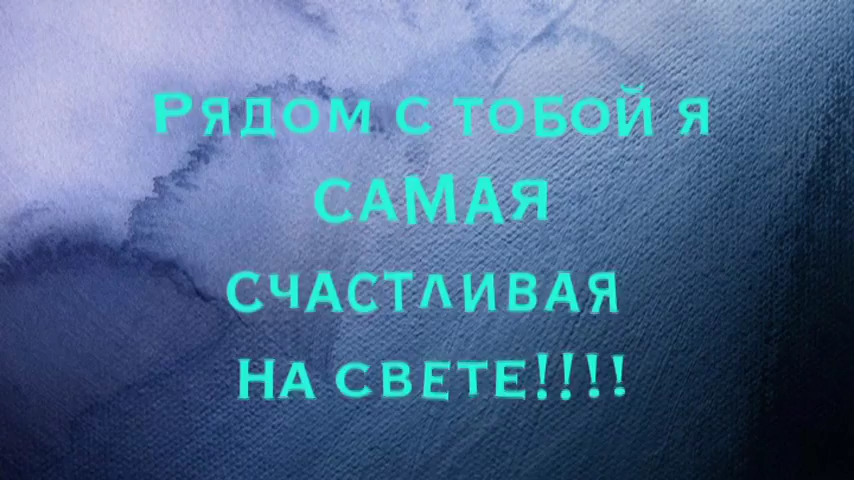 Рядом с тобой я
самая
счастливая
на свете!!!!